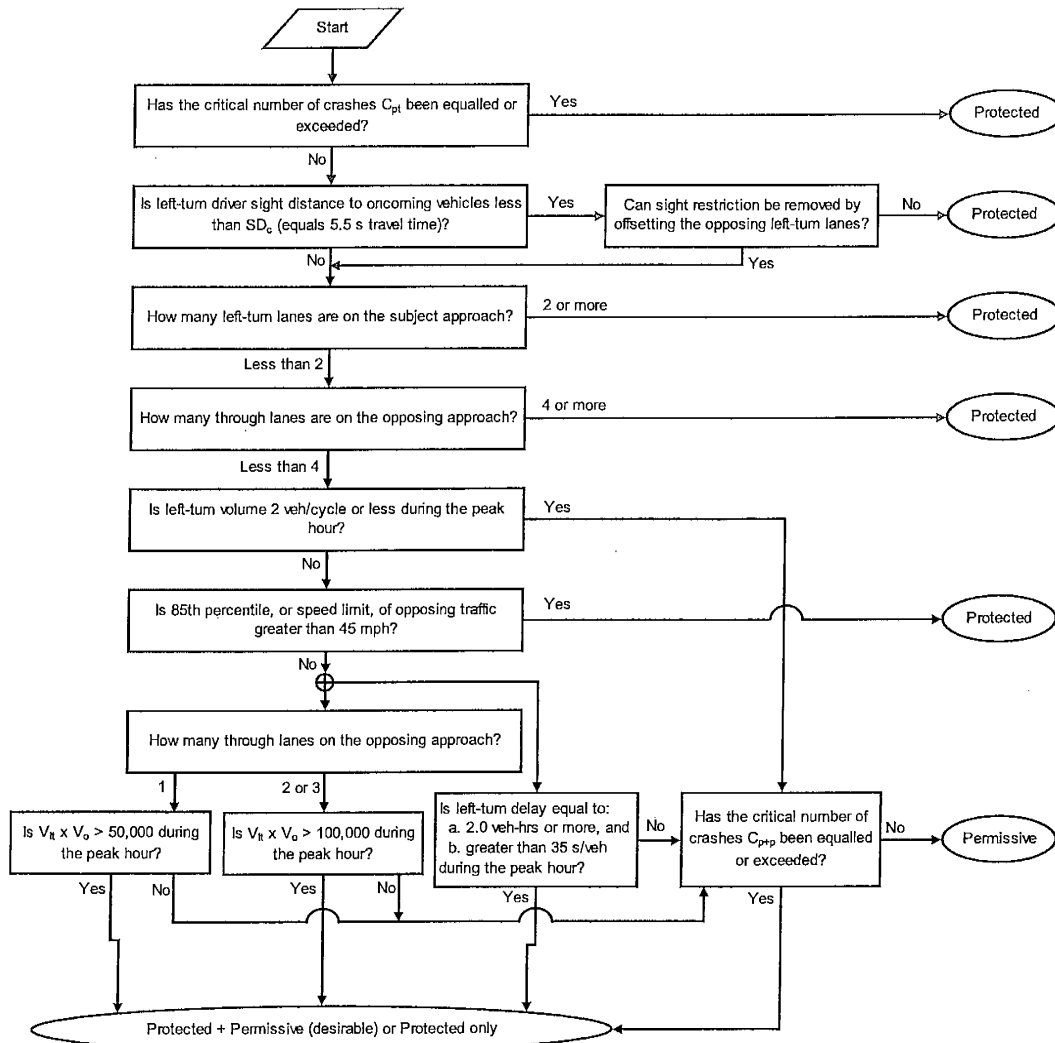 Start
Has the critical number of crashes Cpt been equalled or
exceeded?
Yes
Protected
No
Is left-turn driver sight distance to oncoming vehicles less
than SDc (equals 5.5 s travel time)?
Yes
Can sight restriction be removed by
offsetting the opposing left-turn lanes?
No
Protected
No
Yes
How many left-turn lanes are on the subject approach?
2 or more
Protected
Less than 2
How many through lanes are on the opposing approach?
4 or more
Protected
Less than 4
Is left-turn volume 2 veh/cycle or less during the peak
hour?
Yes
No
Is 85th percentile, or speed limit, of opposing traffic
greater than 45 mph?
Yes
Protected
No
How many through lanes on the opposing approach?
1
2 or 3
Is Vlt x Vo > 50,000 during
the peak hour?
Is Vlt x Vo > 100,000 during
the peak hour?
Is left-turn delay equal to:
a. 2.0 veh-hrs or more, and
b. greater than 35 s/veh
during the peak hour?
No
Has the critical number of
crashes Cp+p been equalled
or exceeded?
No
Permissive
Yes
No
Yes
No
Yes
Yes
Protected + Permissive (desirable) or Protected only